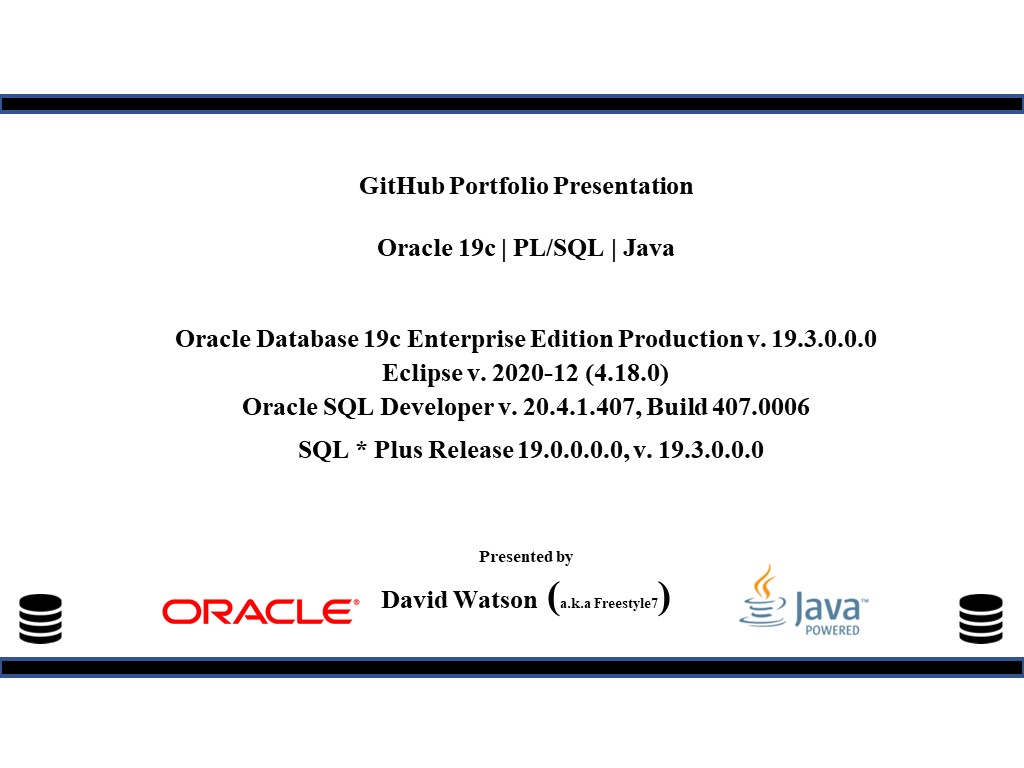 GitHub Portfolio Presentation
Oracle 19c | PL/SQL | Java
Oracle Database 19c Enterprise Edition Production v. 19.3.0.0.0
Eclipse v. 2020-12 (4.18.0)
Oracle SQL Developer v. 20.4.1.407, Build 407.0006
SQL * Plus Release 19.0.0.0.0, v. 19.3.0.0.0
Presented by
David Watson (a.k.a Freestyle7)
ORACLE®
Java™
POWERED